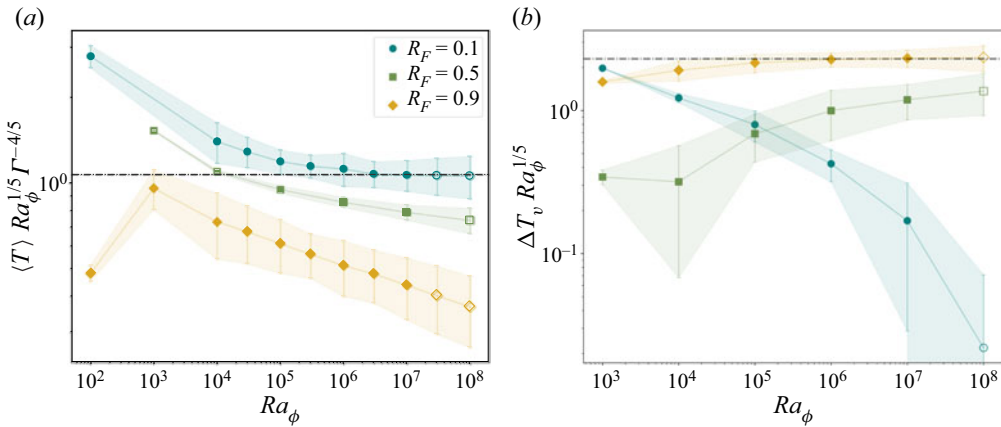 (a)
(b)
R_F = 0.1
R_F = 0.5
R_F = 0.9
⟨T⟩ Ra_ϕ^{1/5} Γ^{−4/5}
10^0
10^2 10^3 10^4 10^5 10^6 10^7 10^8
Ra_ϕ
ΔT_v Ra_ϕ^{1/5}
10^0
10^{−1}
10^3 10^4 10^5 10^6 10^7 10^8
Ra_ϕ